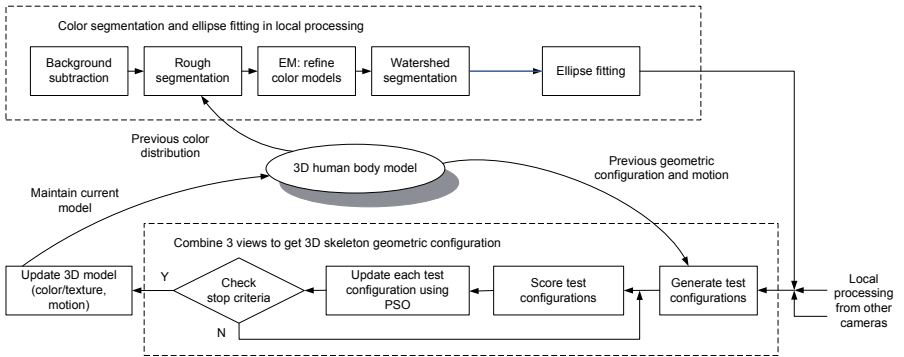 Color segmentation and ellipse fitting in local processing
Background
subtraction
Rough
segmentation
EM: refine
color models
Watershed
segmentation
Ellipse fitting
Previous color
distribution
3D human body model
Previous geometric
configuration and motion
Maintain current
model
Combine 3 views to get 3D skeleton geometric configuration
Update 3D model
(color/texture,
motion)
Y
Check
stop criteria
N
Update each test
configuration using
PSO
Score test
configurations
Generate test
configurations
Local
processing
from other
cameras